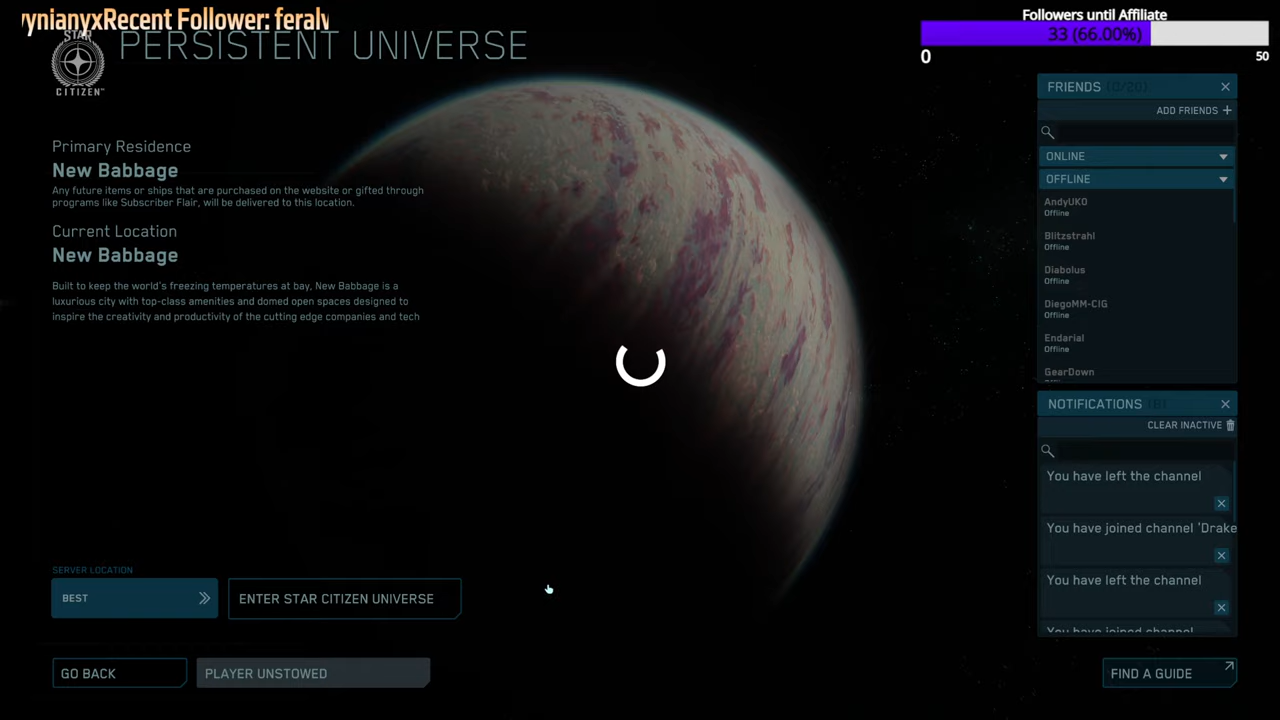 ynianyxRecent Follower: feralv
STAR
CITIZEN
PERSISTENT UNIVERSE
Followers until Affiliate
33 (66.00%)
0
50
Primary Residence
New Babbage
Any future items or ships that are purchased on the website or gifted through
programs like Subscriber Flair, will be delivered to this location.
Current Location
New Babbage
Built to keep the world's freezing temperatures at bay, New Babbage is a
luxurious city with top-class amenities and domed open spaces designed to
inspire the creativity and productivity of the cutting edge companies and tech
SERVER LOCATION
BEST
ENTER STAR CITIZEN UNIVERSE
GO BACK
PLAYER UNSTOWED
FRIENDS (0/20)
ADD FRIENDS +
ONLINE
OFFLINE
AndyUKO
Offline
Blitzstrahl
Offline
Diabolus
Offline
DiegoMM-CIG
Offline
Endarial
Offline
GearDown
NOTIFICATIONS
CLEAR INACTIVE
You have left the channel
You have joined channel 'Drake
You have left the channel
You have joined channel
FIND A GUIDE